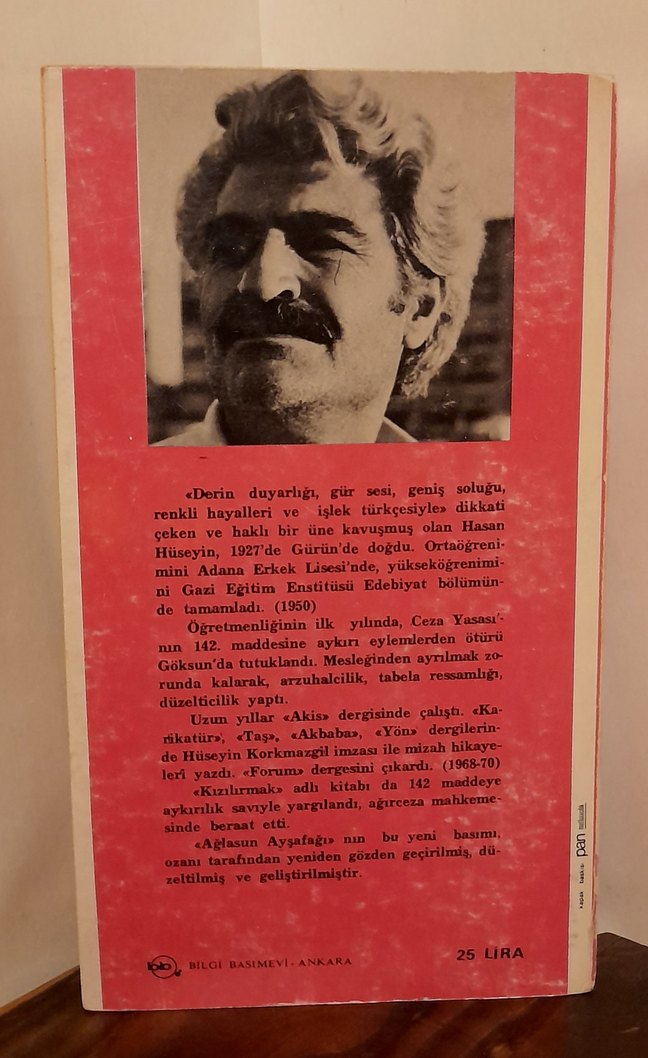 «Derin duyarlığı, gür sesi, geniş soluğu,
renkli hayalleri ve işlek türkçesiyle» dikkati
çeken ve haklı bir üne kavuşmuş olan Hasan
Hüseyin, 1927'de Gürün'de doğdu. Ortaöğreni-
mini Adana Erkek Lisesi'nde, yükseköğrenimi-
ni Gazi Eğitim Enstitüsü Edebiyat bölümün-
de tamamladı. (1950)
Öğretmenliğinin ilk yılında, Ceza Yasası'-
nın 142. maddesine aykırı eylemlerden ötürü
Göksun'da tutuklandı. Mesleğinden ayrılmak zo-
runda kalarak, arzuhalcilik, tabela ressamlığı,
düzelticilik yaptı.
Uzun yıllar «Akis» dergisinde çalıştı. «Ka-
rikatür», «Taş», «Akbaba», «Yön» dergilerin-
de Hüseyin Korkmazgil imzası ile mizah hikaye-
leri yazdı. «Forum» dergesini çıkardı. (1968-70)
«Kızılırmak» adlı kitabı da 142 maddeye
aykırılık savıyle yargılandı, ağırceza mahkeme-
sinde beraat etti.
«Ağlasun Ayşafağı» nın bu yeni basımı,
ozanı tarafından yeniden gözden geçirilmiş, dü-
zeltilmiş ve geliştirilmiştir.
BİLGİ BASIMEVİ - ANKARA
25 LİRA
kapak baskısı pan